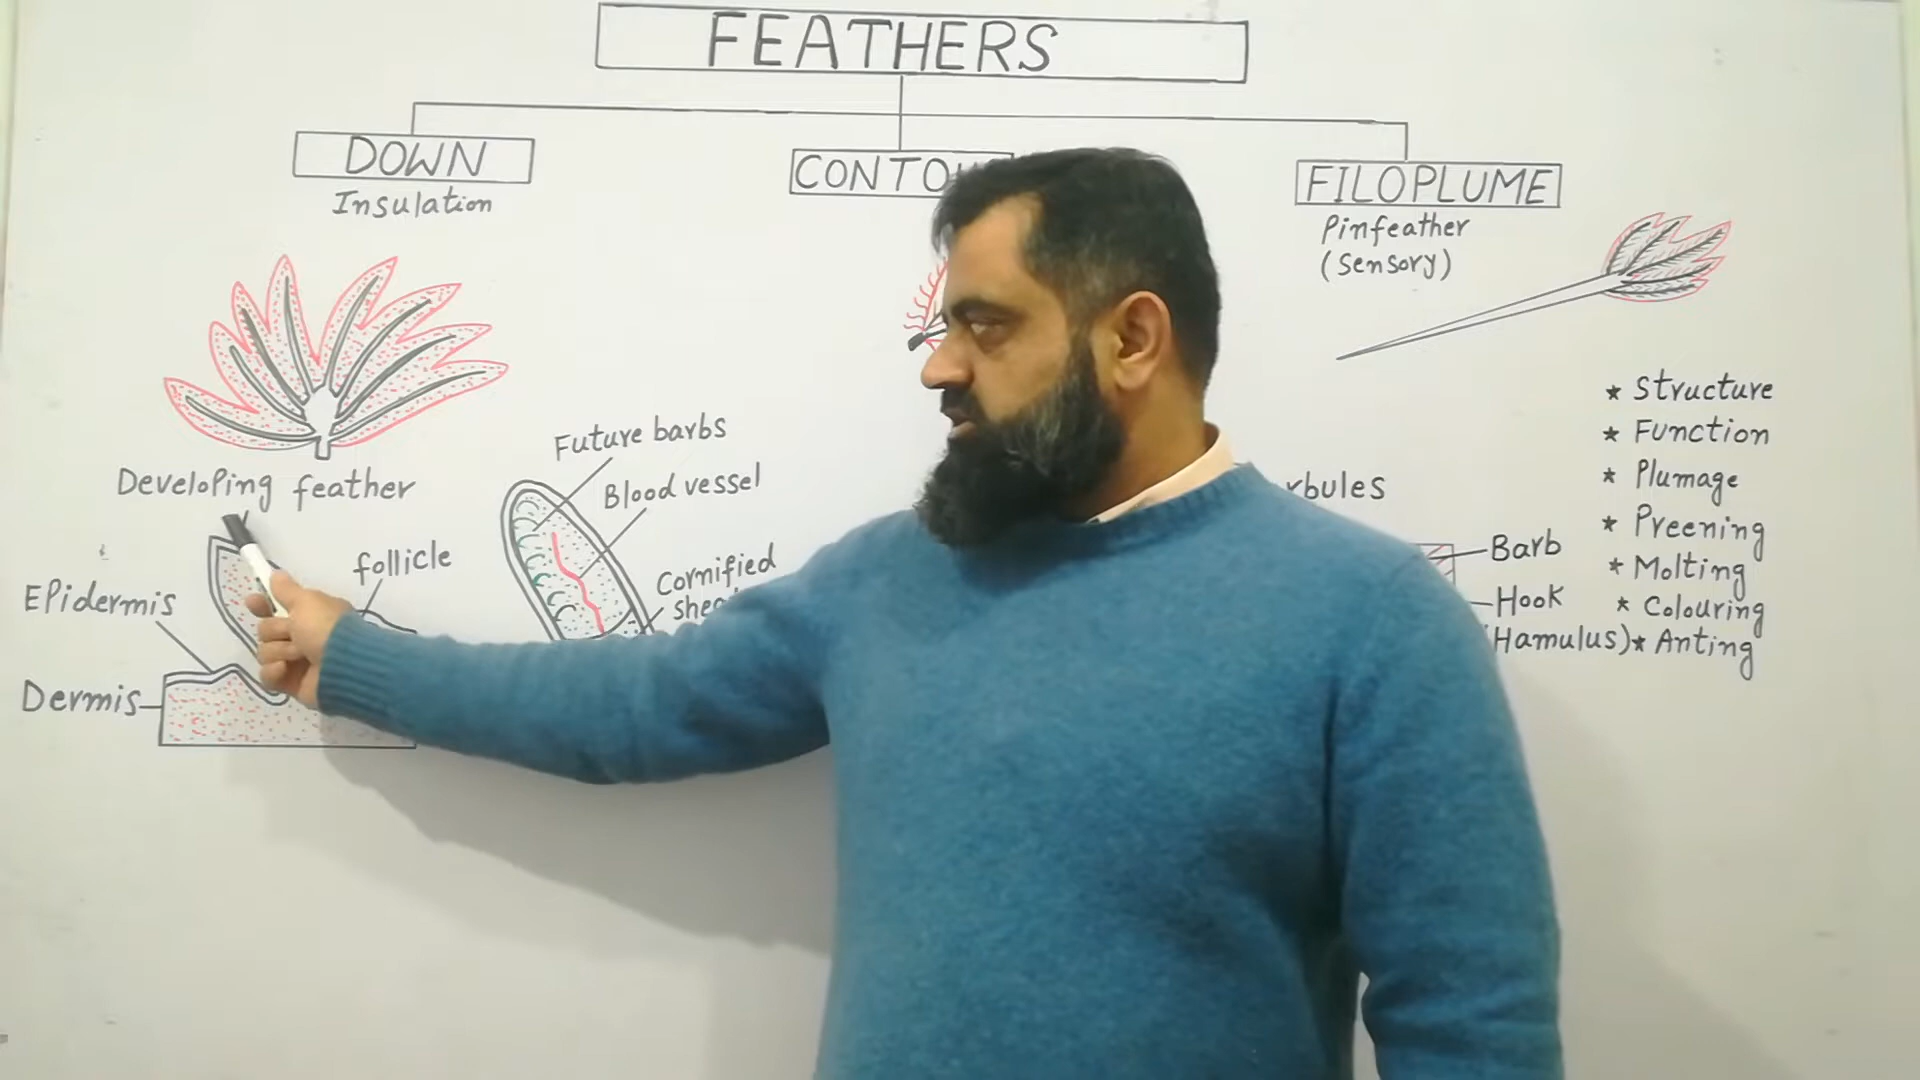 FEATHERS
DOWN
Insulation
FILOPLUME
Pinfeather
(Sensory)
Developing feather
Future barbs
Blood vessel
Cornified
follicle
Epidermis
Dermis
Barb
Hook
(Hamulus)
* Structure
* Function
* Plumage
* Preening
* Molting
* Colouring
* Anting